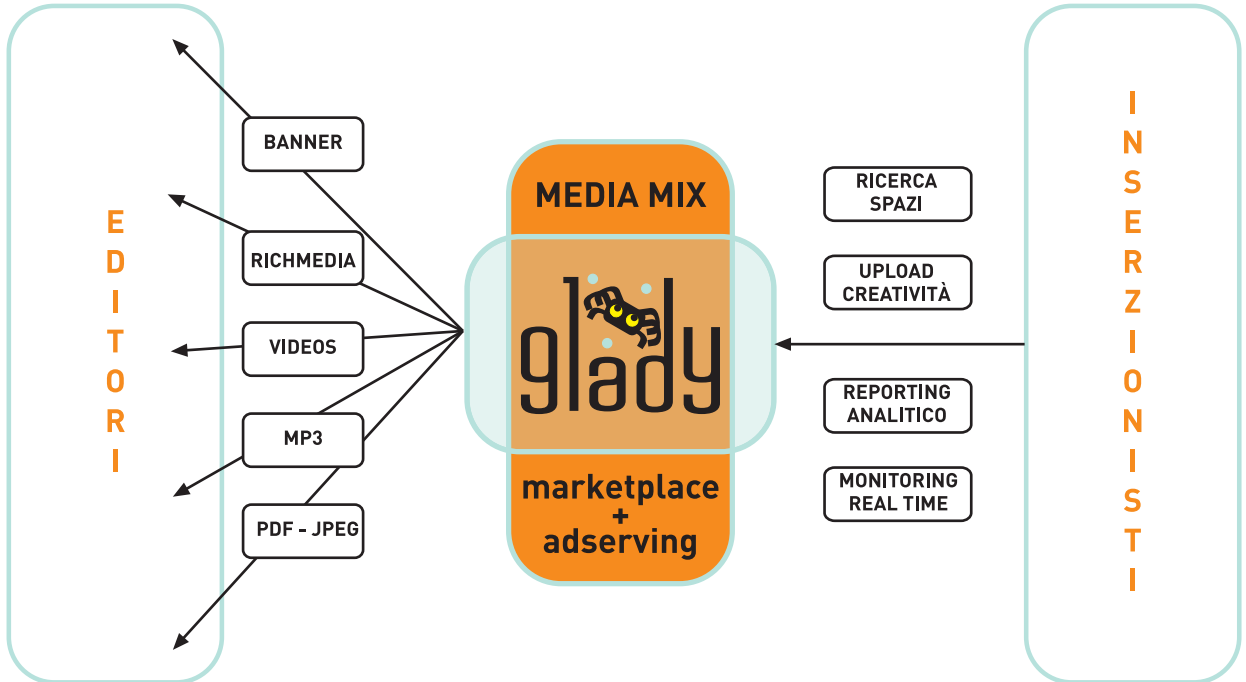 EDITORI
BANNER
RICHMEDIA
VIDEOS
MP3
PDF - JPEG
MEDIA MIX
glady
marketplace
+
adserving
RICERCA
SPAZI
UPLOAD
CREATIVITÀ
REPORTING
ANALITICO
MONITORING
REAL TIME
INSERZIONISTI